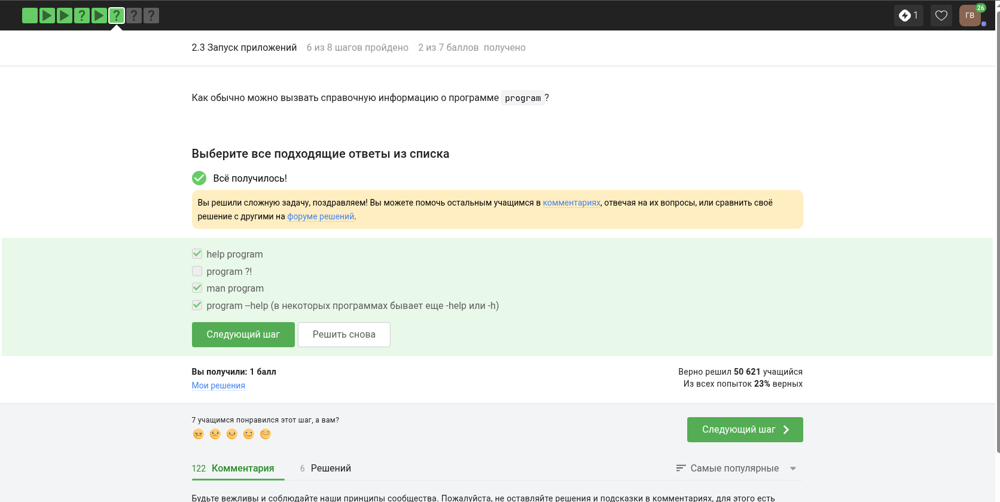 ? ? ? ?
1
ГВ
26
2.3 Запуск приложений 6 из 8 шагов пройдено 2 из 7 баллов получено
Как обычно можно вызвать справочную информацию о программе program?
Выберите все подходящие ответы из списка
Всё получилось!
Вы решили сложную задачу, поздравляем! Вы можете помочь остальным учащимся в комментариях, отвечая на их вопросы, или сравнить своё
решение с другими на форуме решений.
help program
program ?!
man program
program --help (в некоторых программах бывает еще -help или -h)
Следующий шаг Решить снова
Вы получили: 1 балл
Мои решения
Верно решил 50 621 учащийся
Из всех попыток 23% верных
7 учащимся понравился этот шаг, а вам?
Следующий шаг
122 Комментария 6 Решений Самые популярные
Будьте вежливы и соблюдайте наши принципы сообщества. Пожалуйста, не оставляйте решения и подсказки в комментариях, для этого есть